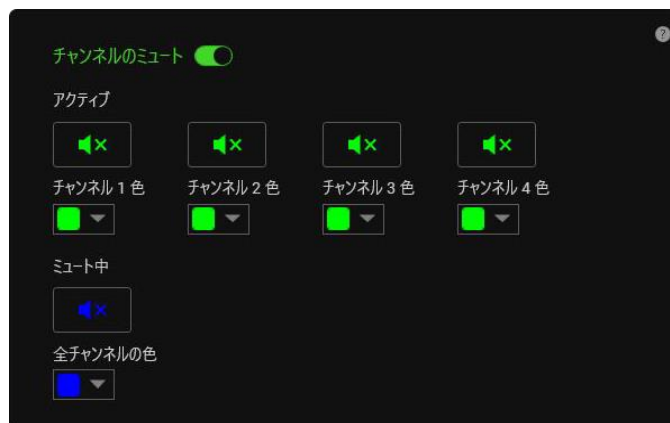 チャンネルのミュート
?
アクティブ
チャンネル 1 色 チャンネル 2 色 チャンネル 3 色 チャンネル 4 色
ミュート中
全チャンネルの色